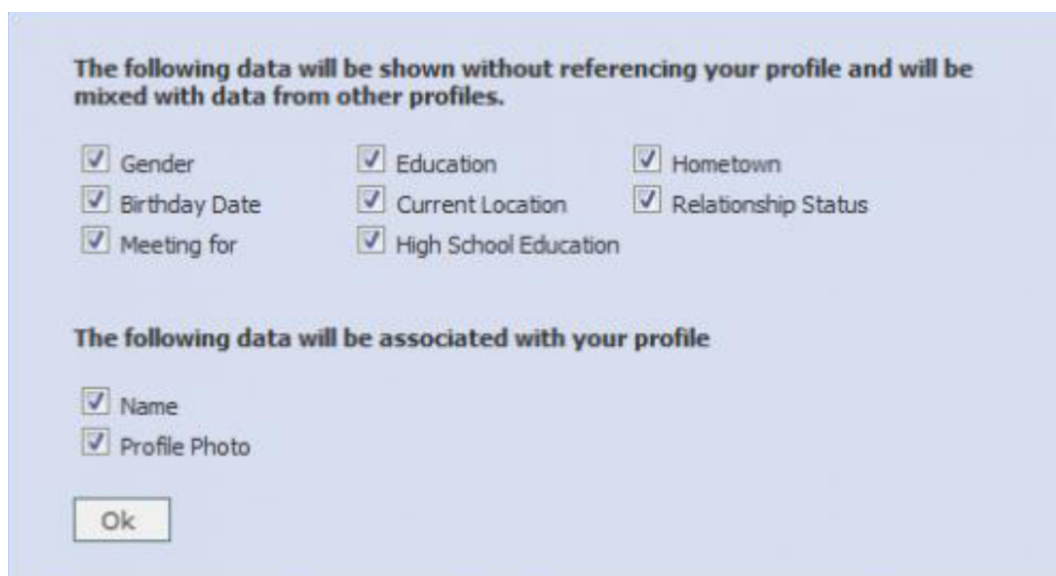 The following data will be shown without referencing your profile and will be
mixed with data from other profiles.
Gender Education Hometown
Birthday Date Current Location Relationship Status
Meeting for High School Education
The following data will be associated with your profile
Name
Profile Photo
Ok